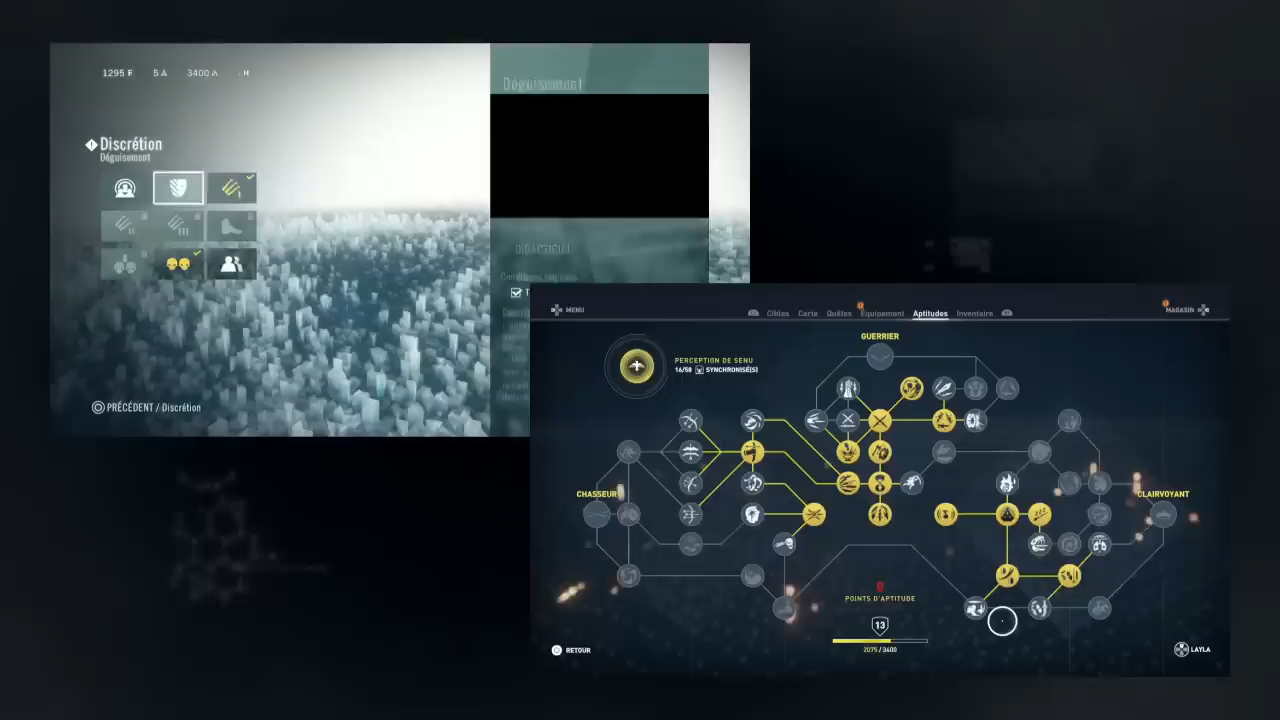 1295 F 5 3400
Discrétion
Déguisement
Déguisement
DIDACTICIEL
PRÉCÉDENT / Discrétion
MENU
Cibles Carte Quêtes Équipement Aptitudes Inventaire
MAGASIN
GUERRIER
PERCEPTION DE SENU
16/58 SYNCHRONISÉ(S)
CHASSEUR
CLAIRVOYANT
0
POINTS D'APTITUDE
13
2075 / 3400
RETOUR
LAYLA